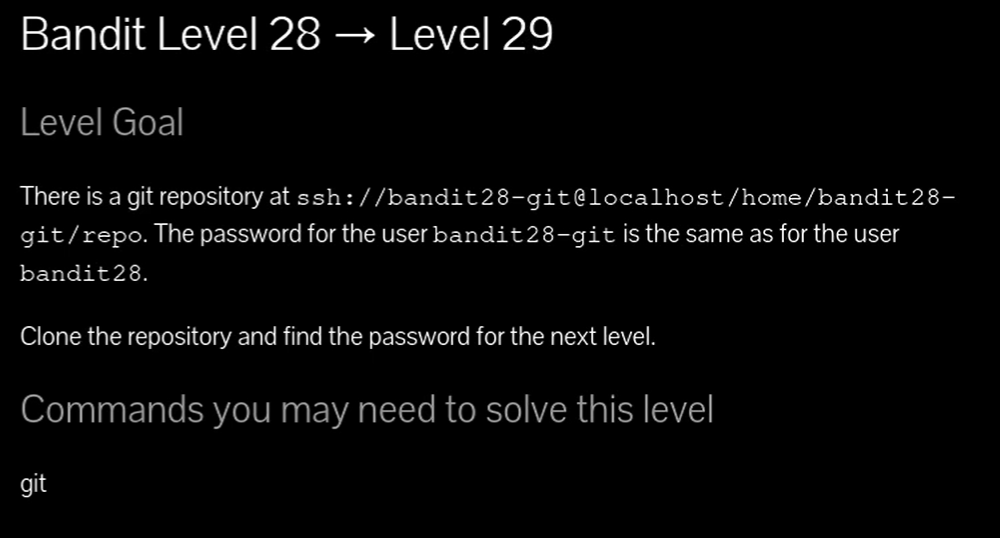 Bandit Level 28 → Level 29
Level Goal
There is a git repository at ssh://bandit28-git@localhost/home/bandit28-
git/repo. The password for the user bandit28-git is the same as for the user
bandit28.
Clone the repository and find the password for the next level.
Commands you may need to solve this level
git